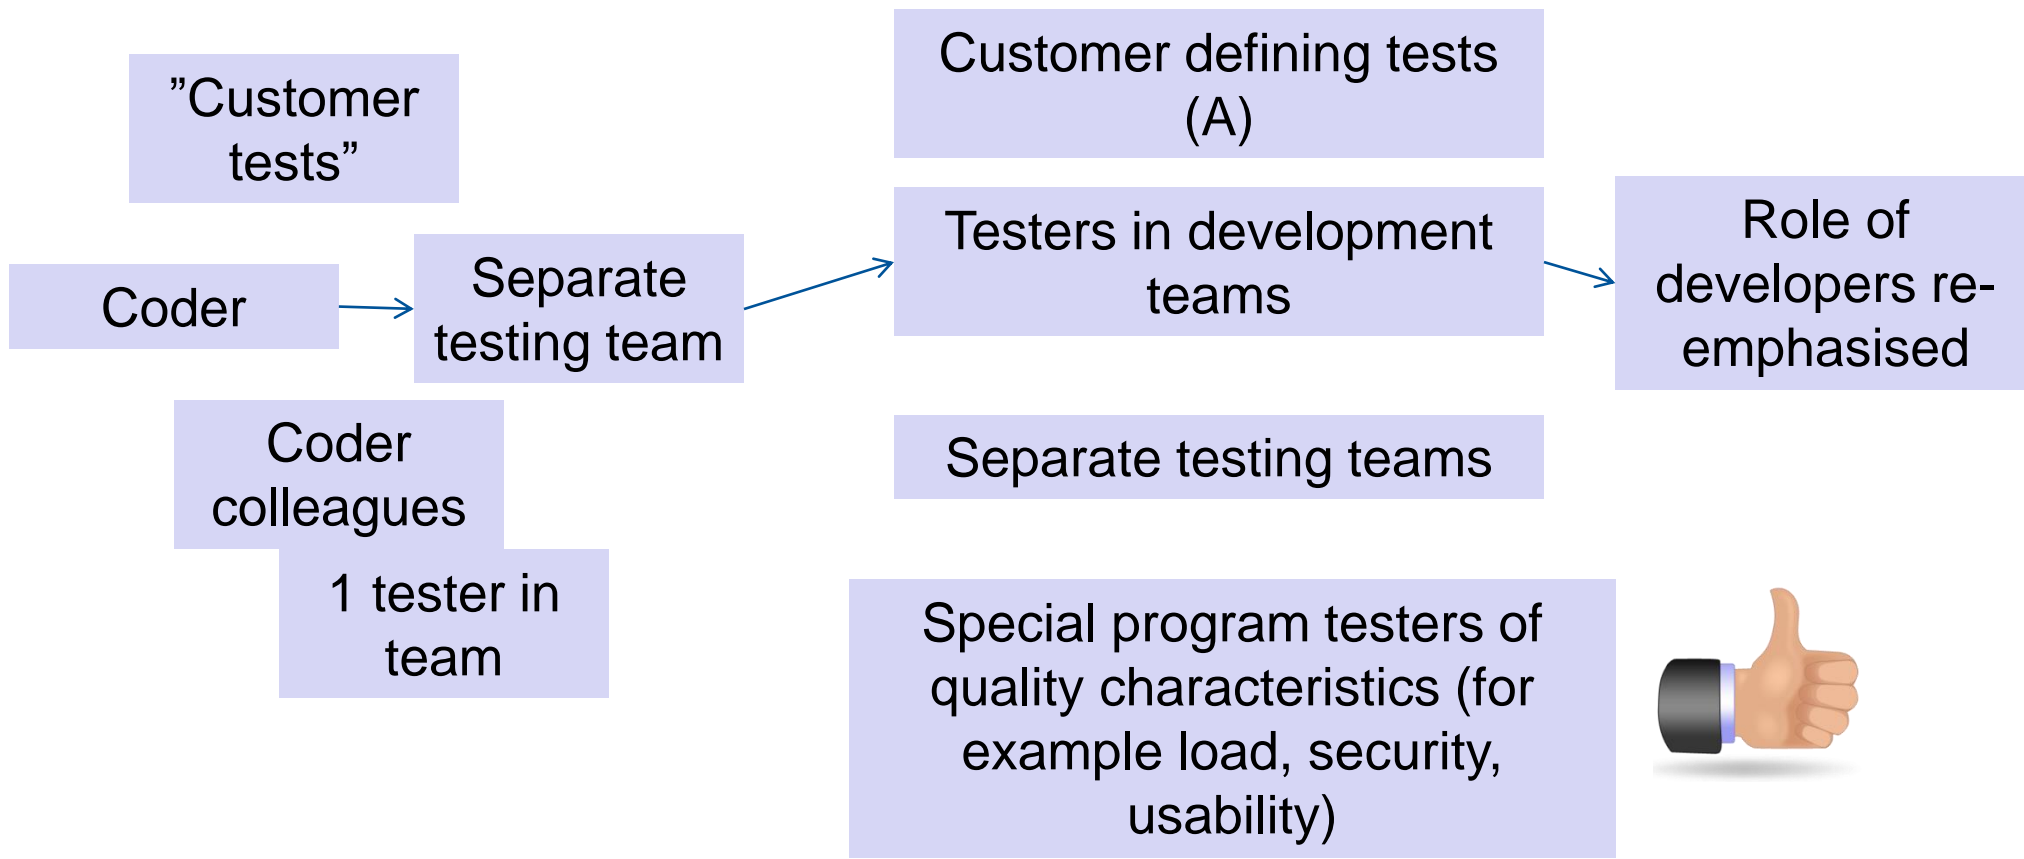 ”Customer
tests”
Coder
Separate
testing team
Coder
colleagues
1 tester in
team
Customer defining tests
(A)
Testers in development
teams
Separate testing teams
Special program testers of
quality characteristics (for
example load, security,
usability)
Role of
developers re-
emphasised